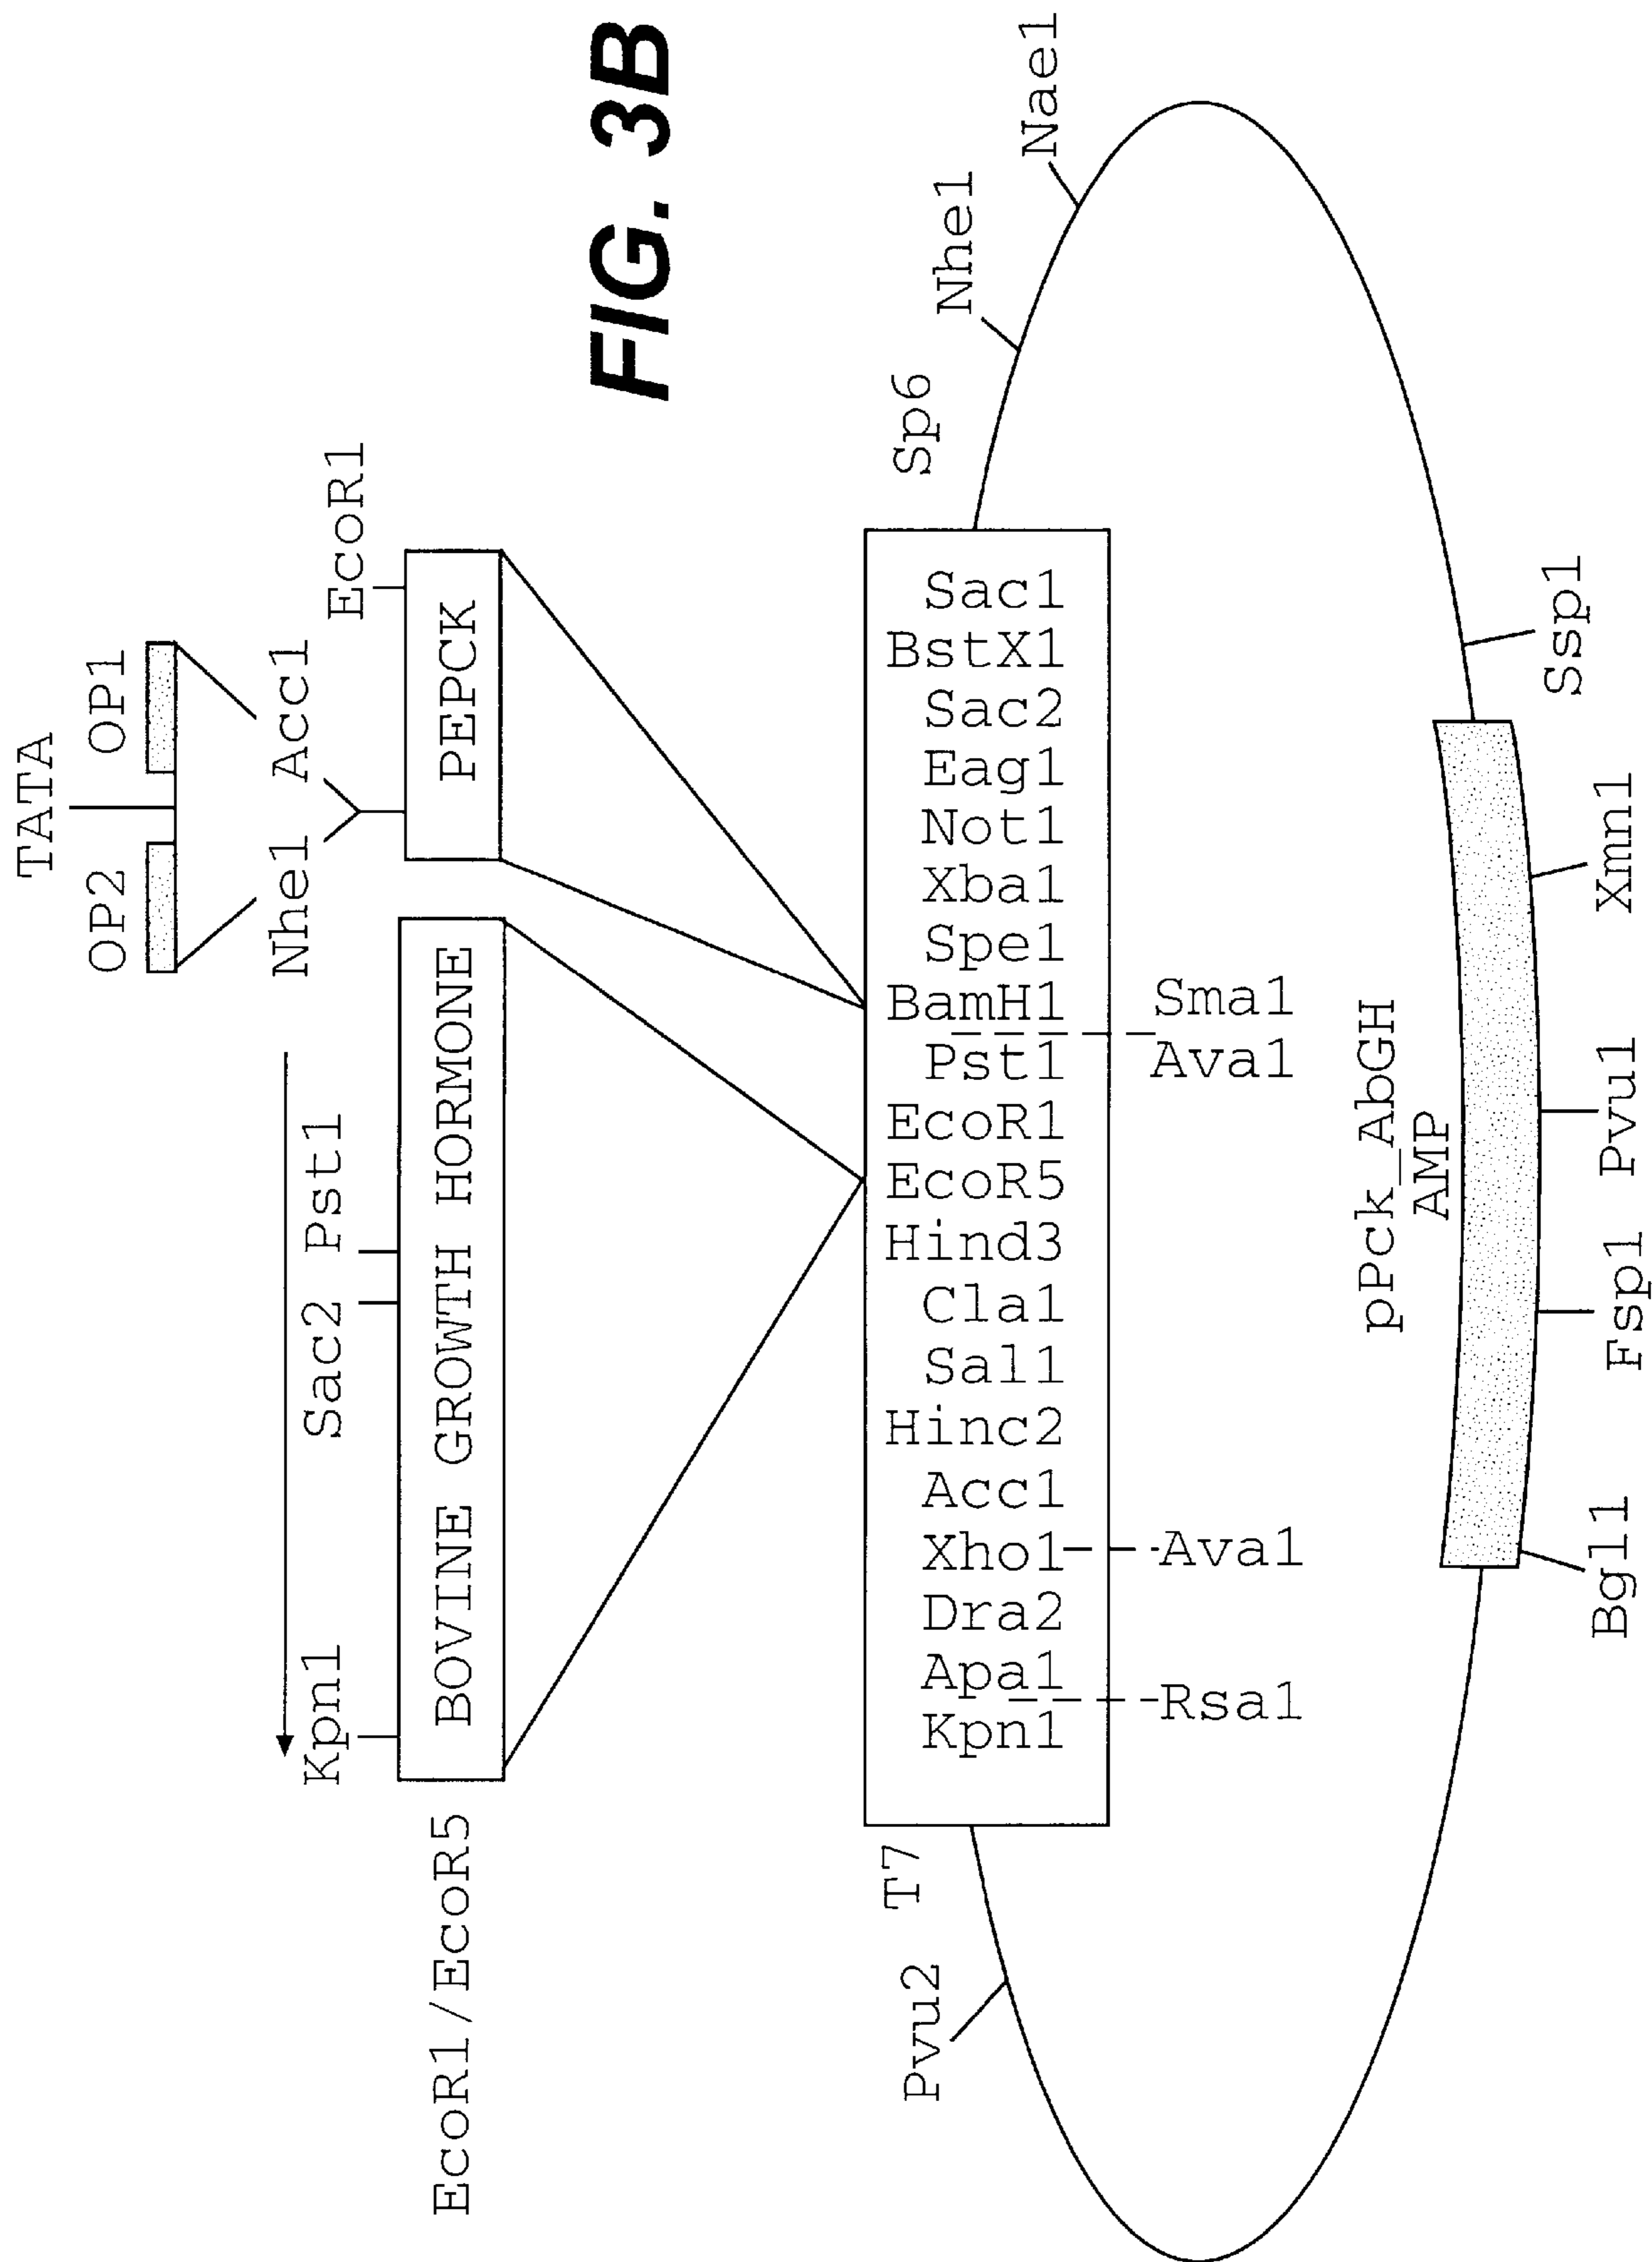 FIG. 3B
TATA
OP2 OP1
Nhe1 Acc1
EcoR1
Kpn1 Sac2 Pst1
EcoR1/EcoR5
BOVINE GROWTH HORMONE
PEPCK
Pvu2
T7
Sp6
Nhe1
Nae1
Kpn1
Apa1
Dra2
Xho1
Acc1
Hinc2
Sal1
Cla1
Hind3
EcoR5
EcoR1
Pst1
BamH1
Spe1
Xba1
Not1
Eag1
Sac2
BstX1
Sac1
Rsa1
Ava1
Ava1
Sma1
pPck_AbGH
AMP
Bgl1
Fsp1
Pvu1
Xmn1
Ssp1